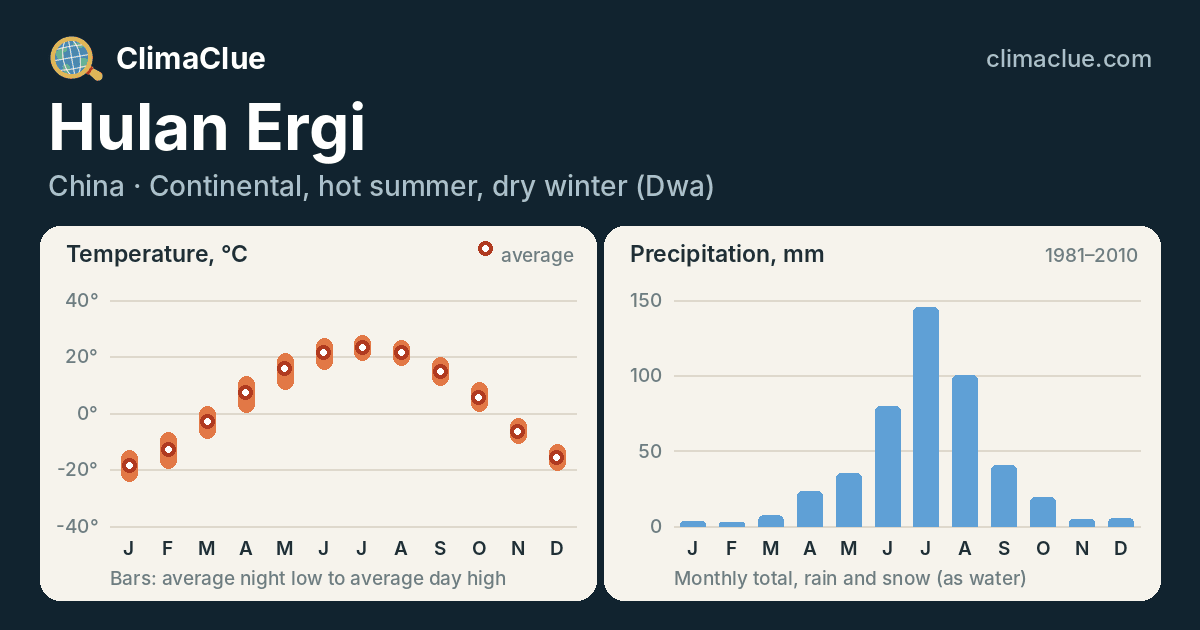 ClimaClue
climaclue.com
Hulan Ergi
China · Continental, hot summer, dry winter (Dwa)
Temperature, °C
average
40°
20°
0°
-20°
-40°
J F M A M J J A S O N D
Bars: average night low to average day high
Precipitation, mm
1981–2010
150
100
50
0
J F M A M J J A S O N D
Monthly total, rain and snow (as water)